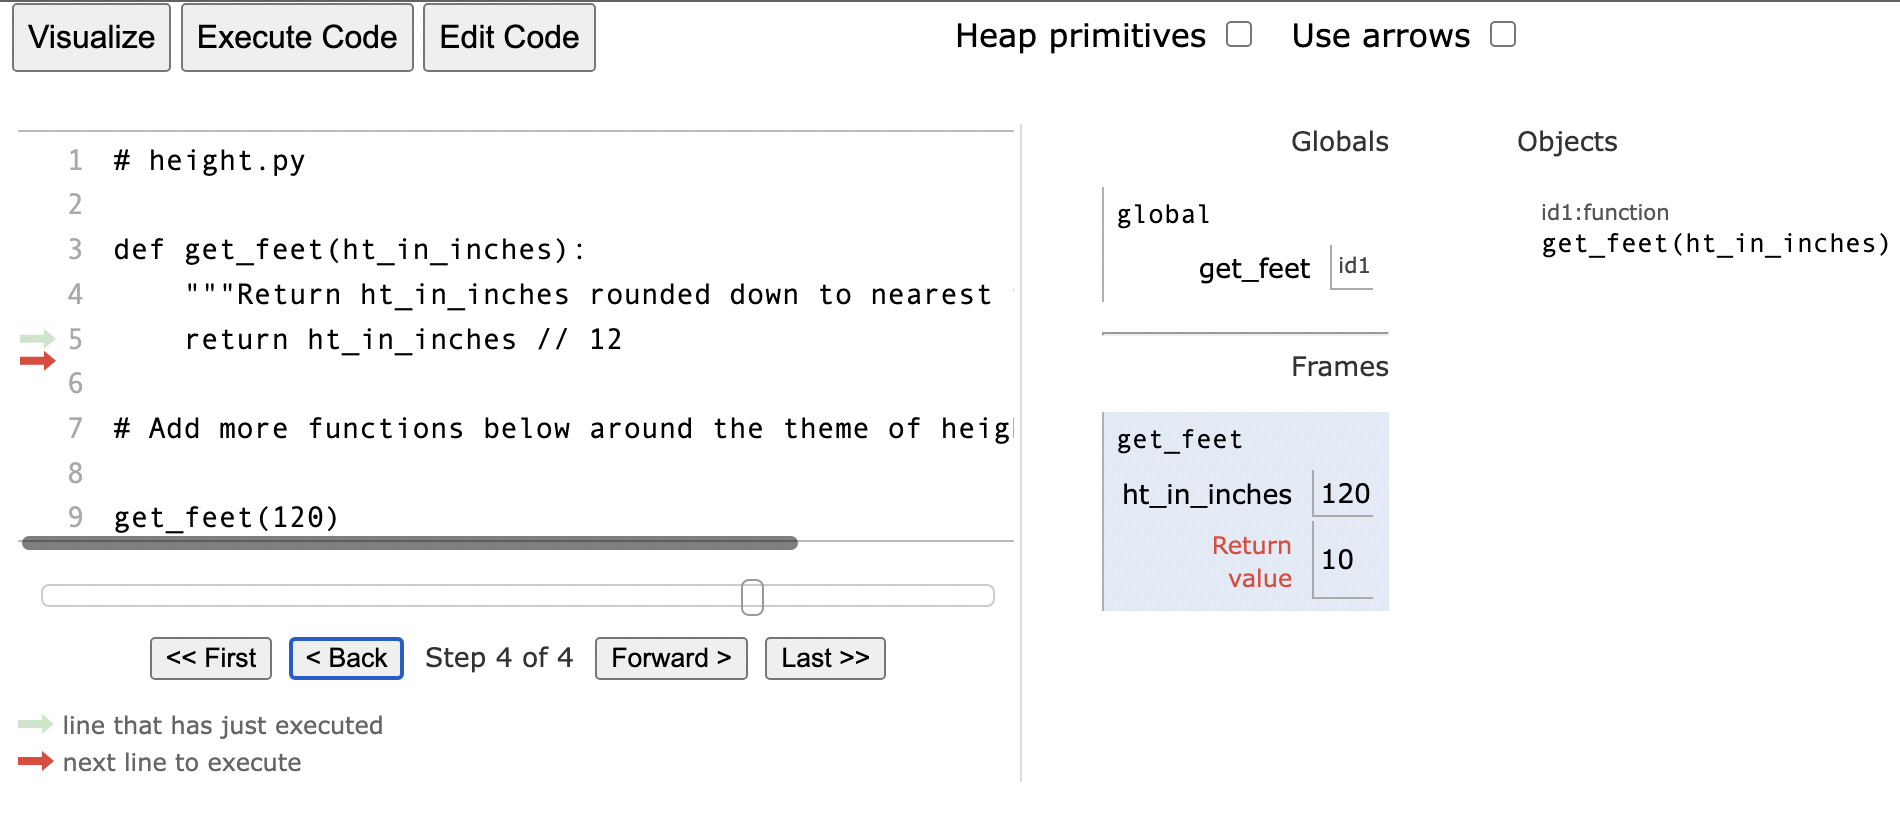 Visualize Execute Code Edit Code Heap primitives Use arrows
1 # height.py
2
3 def get_feet(ht_in_inches):
4     """Return ht_in_inches rounded down to nearest
5     return ht_in_inches // 12
6
7 # Add more functions below around the theme of heig
8
9 get_feet(120)
<< First < Back Step 4 of 4 Forward > Last >>
line that has just executed
next line to execute
Globals Objects
global
get_feet id1
id1:function
get_feet(ht_in_inches)
Frames
get_feet
ht_in_inches 120
Return
value 10